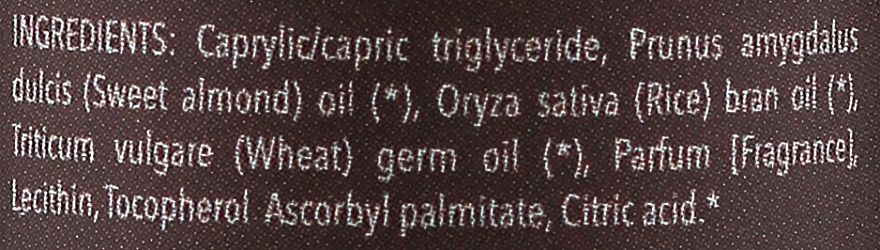 INGREDIENTS: Caprylic/capric triglyceride, Prunus amygdalus
dulcis (Sweet almond) oil (*), Oryza sativa (Rice) bran oil (*),
Triticum vulgare (Wheat) germ oil (*), Parfum [Fragrance],
Lecithin, Tocopherol Ascorbyl palmitate, Citric acid.*